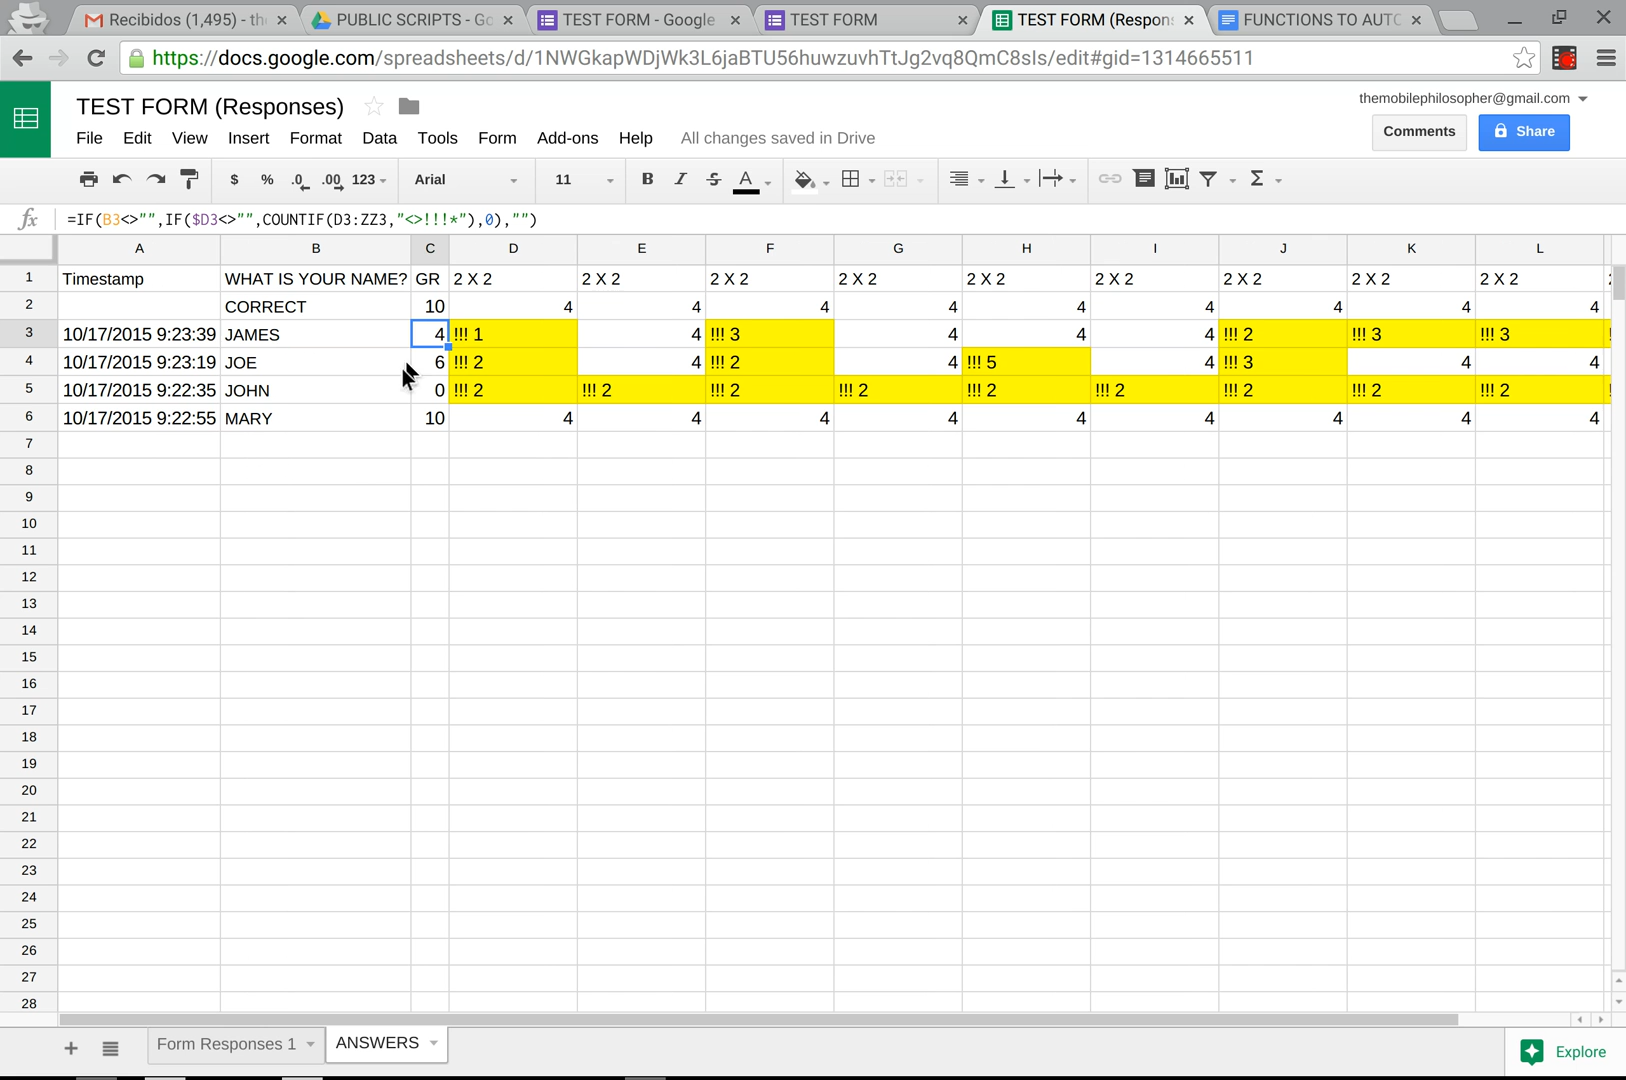 Recibidos (1,495) - th
PUBLIC SCRIPTS - Go
TEST FORM - Google
TEST FORM
TEST FORM (Respons
FUNCTIONS TO AUTO
https://docs.google.com/spreadsheets/d/1NWGkapWDjWk3L6jaBTU56huwzuvhTtJg2vq8QmC8sIs/edit#gid=1314665511
TEST FORM (Responses)
themobilephilosopher@gmail.com
File Edit View Insert Format Data Tools Form Add-ons Help All changes saved in Drive
Comments Share
$ % .0 .00 123 Arial 11 B I S A Σ
fx =IF(B3<>"",IF($D3<>"",COUNTIF(D3:ZZ3,"<>!!!*"),0),"")
A B C D E F G H I J K L
1 Timestamp WHAT IS YOUR NAME? GR 2 X 2 2 X 2 2 X 2 2 X 2 2 X 2 2 X 2 2 X 2 2 X 2 2 X 2
2 CORRECT 10 4 4 4 4 4 4 4 4 4
3 10/17/2015 9:23:39 JAMES 4 !!! 1 4 !!! 3 4 4 4 !!! 2 !!! 3 !!! 3
4 10/17/2015 9:23:19 JOE 6 !!! 2 4 !!! 2 4 !!! 5 4 !!! 3 4 4
5 10/17/2015 9:22:35 JOHN 0 !!! 2 !!! 2 !!! 2 !!! 2 !!! 2 !!! 2 !!! 2 !!! 2 !!! 2
6 10/17/2015 9:22:55 MARY 10 4 4 4 4 4 4 4 4 4
7
8
9
10
11
12
13
14
15
16
17
18
19
20
21
22
23
24
25
26
27
28
+ Form Responses 1 ANSWERS Explore